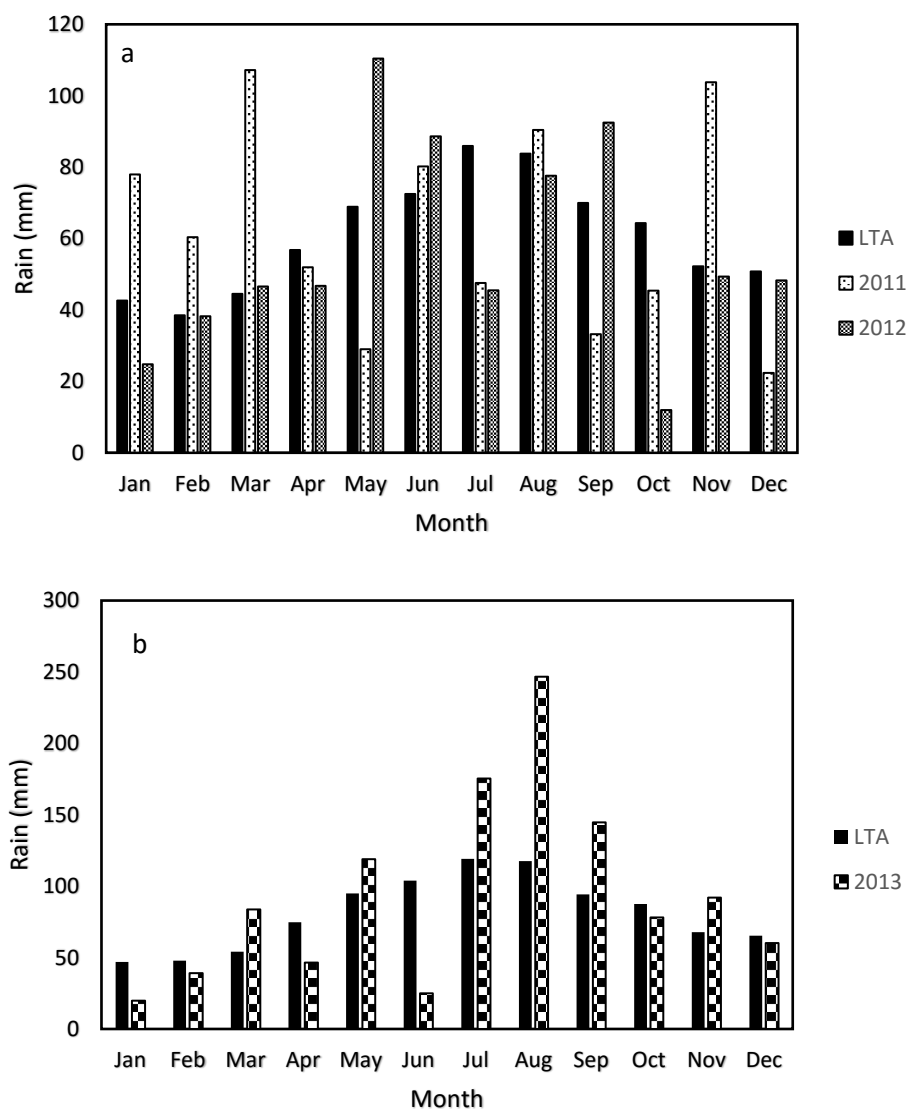 120
a
100
80
60
40
20
0
Rain (mm)
LTA
2011
2012
Jan Feb Mar Apr May Jun Jul Aug Sep Oct Nov Dec
Month
300
b
250
200
150
100
50
0
Rain (mm)
LTA
2013
Jan Feb Mar Apr May Jun Jul Aug Sep Oct Nov Dec
Month